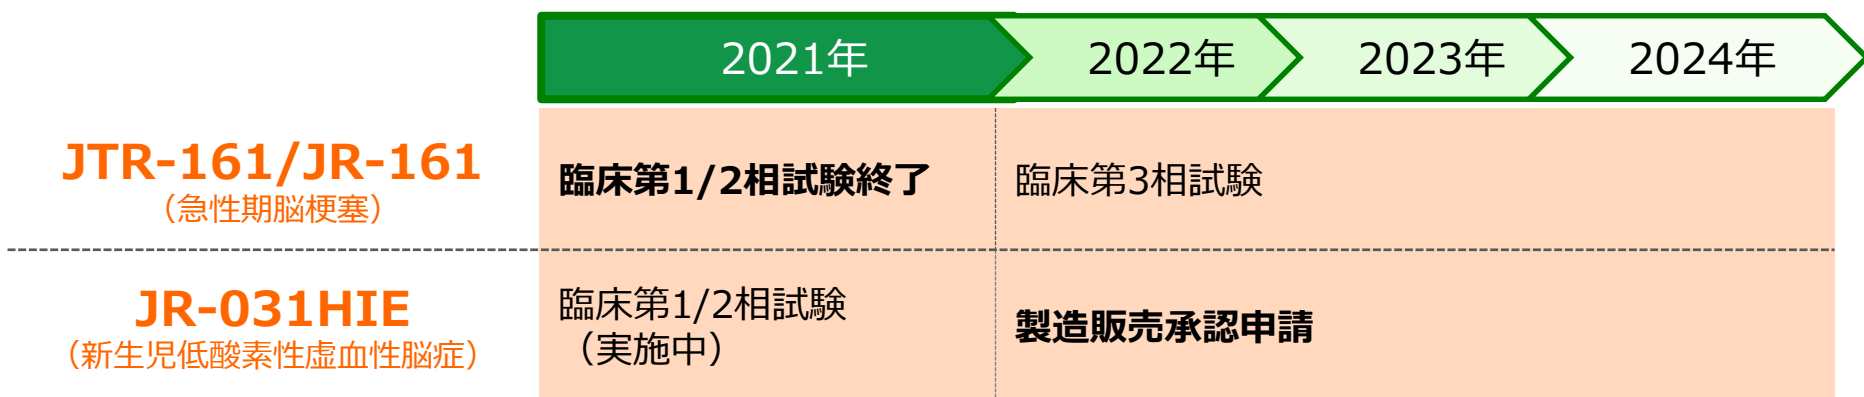 2021年 2022年 2023年 2024年
JTR-161/JR-161
（急性期脳梗塞）
臨床第1/2相試験終了
臨床第3相試験
JR-031HIE
（新生児低酸素性虚血性脳症）
臨床第1/2相試験
（実施中）
製造販売承認申請